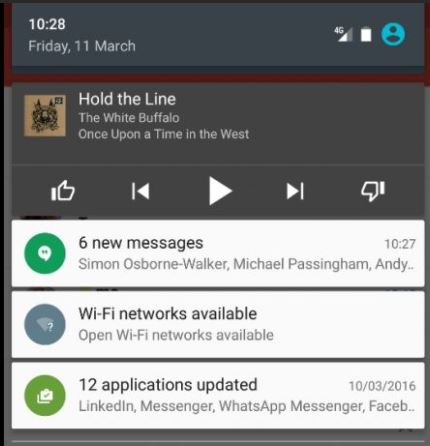 10:28
4G
Friday, 11 March
Hold the Line
The White Buffalo
Once Upon a Time in the West
6 new messages 10:27
Simon Osborne-Walker, Michael Passingham, Andy..
Wi-Fi networks available
Open Wi-Fi networks available
12 applications updated 10/03/2016
LinkedIn, Messenger, WhatsApp Messenger, Faceb..